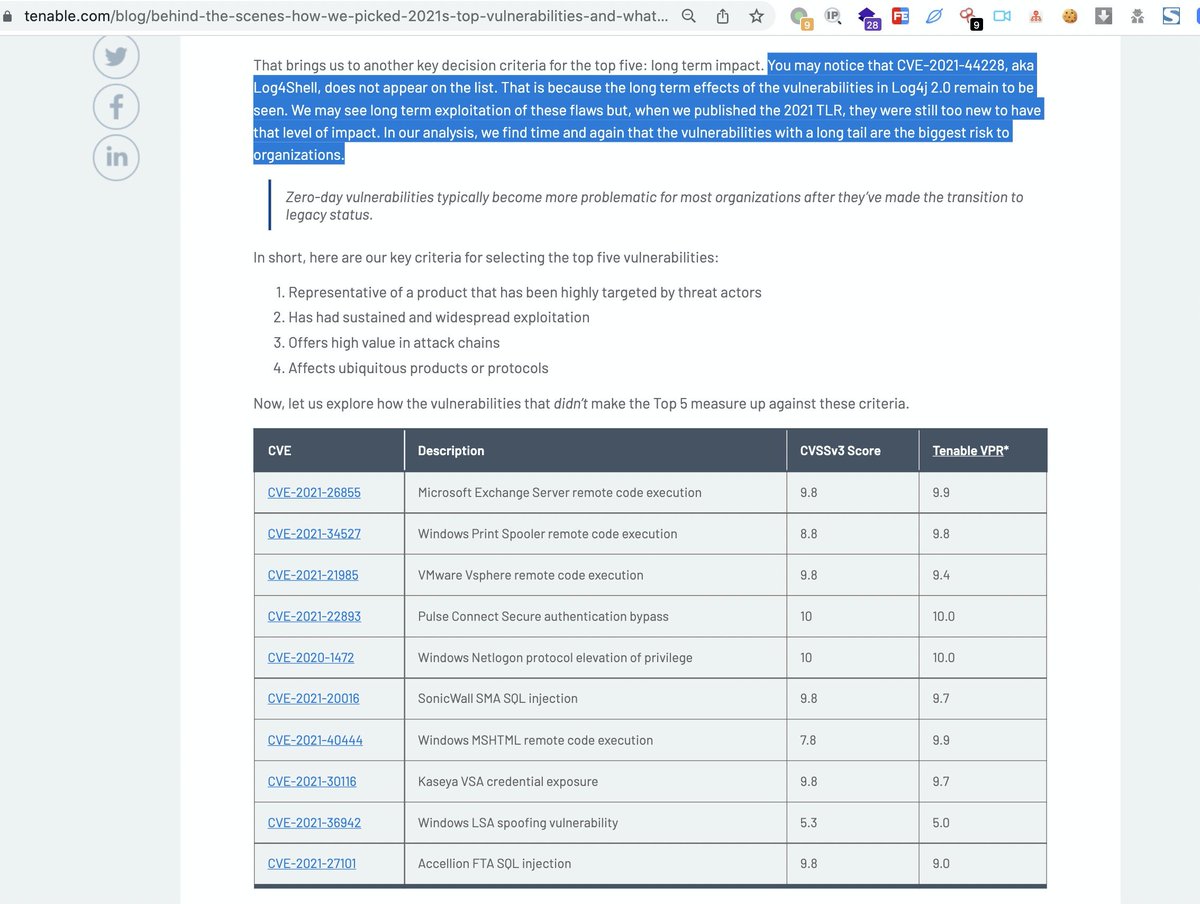 tenable.com/blog/behind-the-scenes-how-we-picked-2021s-top-vulnerabilities-and-what...
9
IP
28
FE
9
S
That brings us to another key decision criteria for the top five: long term impact. You may notice that CVE-2021-44228, aka
Log4Shell, does not appear on the list. That is because the long term effects of the vulnerabilities in Log4j 2.0 remain to be
seen. We may see long term exploitation of these flaws but, when we published the 2021 TLR, they were still too new to have
that level of impact. In our analysis, we find time and again that the vulnerabilities with a long tail are the biggest risk to
organizations.
f
in
Zero-day vulnerabilities typically become more problematic for most organizations after they've made the transition to
legacy status.
In short, here are our key criteria for selecting the top five vulnerabilities:
1. Representative of a product that has been highly targeted by threat actors
2. Has had sustained and widespread exploitation
3. Offers high value in attack chains
4. Affects ubiquitous products or protocols
Now, let us explore how the vulnerabilities that didn't make the Top 5 measure up against these criteria.
CVE Description CVSSv3 Score Tenable VPR*
CVE-2021-26855 Microsoft Exchange Server remote code execution 9.8 9.9
CVE-2021-34527 Windows Print Spooler remote code execution 8.8 9.8
CVE-2021-21985 VMware Vsphere remote code execution 9.8 9.4
CVE-2021-22893 Pulse Connect Secure authentication bypass 10 10.0
CVE-2020-1472 Windows Netlogon protocol elevation of privilege 10 10.0
CVE-2021-20016 SonicWall SMA SQL injection 9.8 9.7
CVE-2021-40444 Windows MSHTML remote code execution 7.8 9.9
CVE-2021-30116 Kaseya VSA credential exposure 9.8 9.7
CVE-2021-36942 Windows LSA spoofing vulnerability 5.3 5.0
CVE-2021-27101 Accellion FTA SQL injection 9.8 9.0